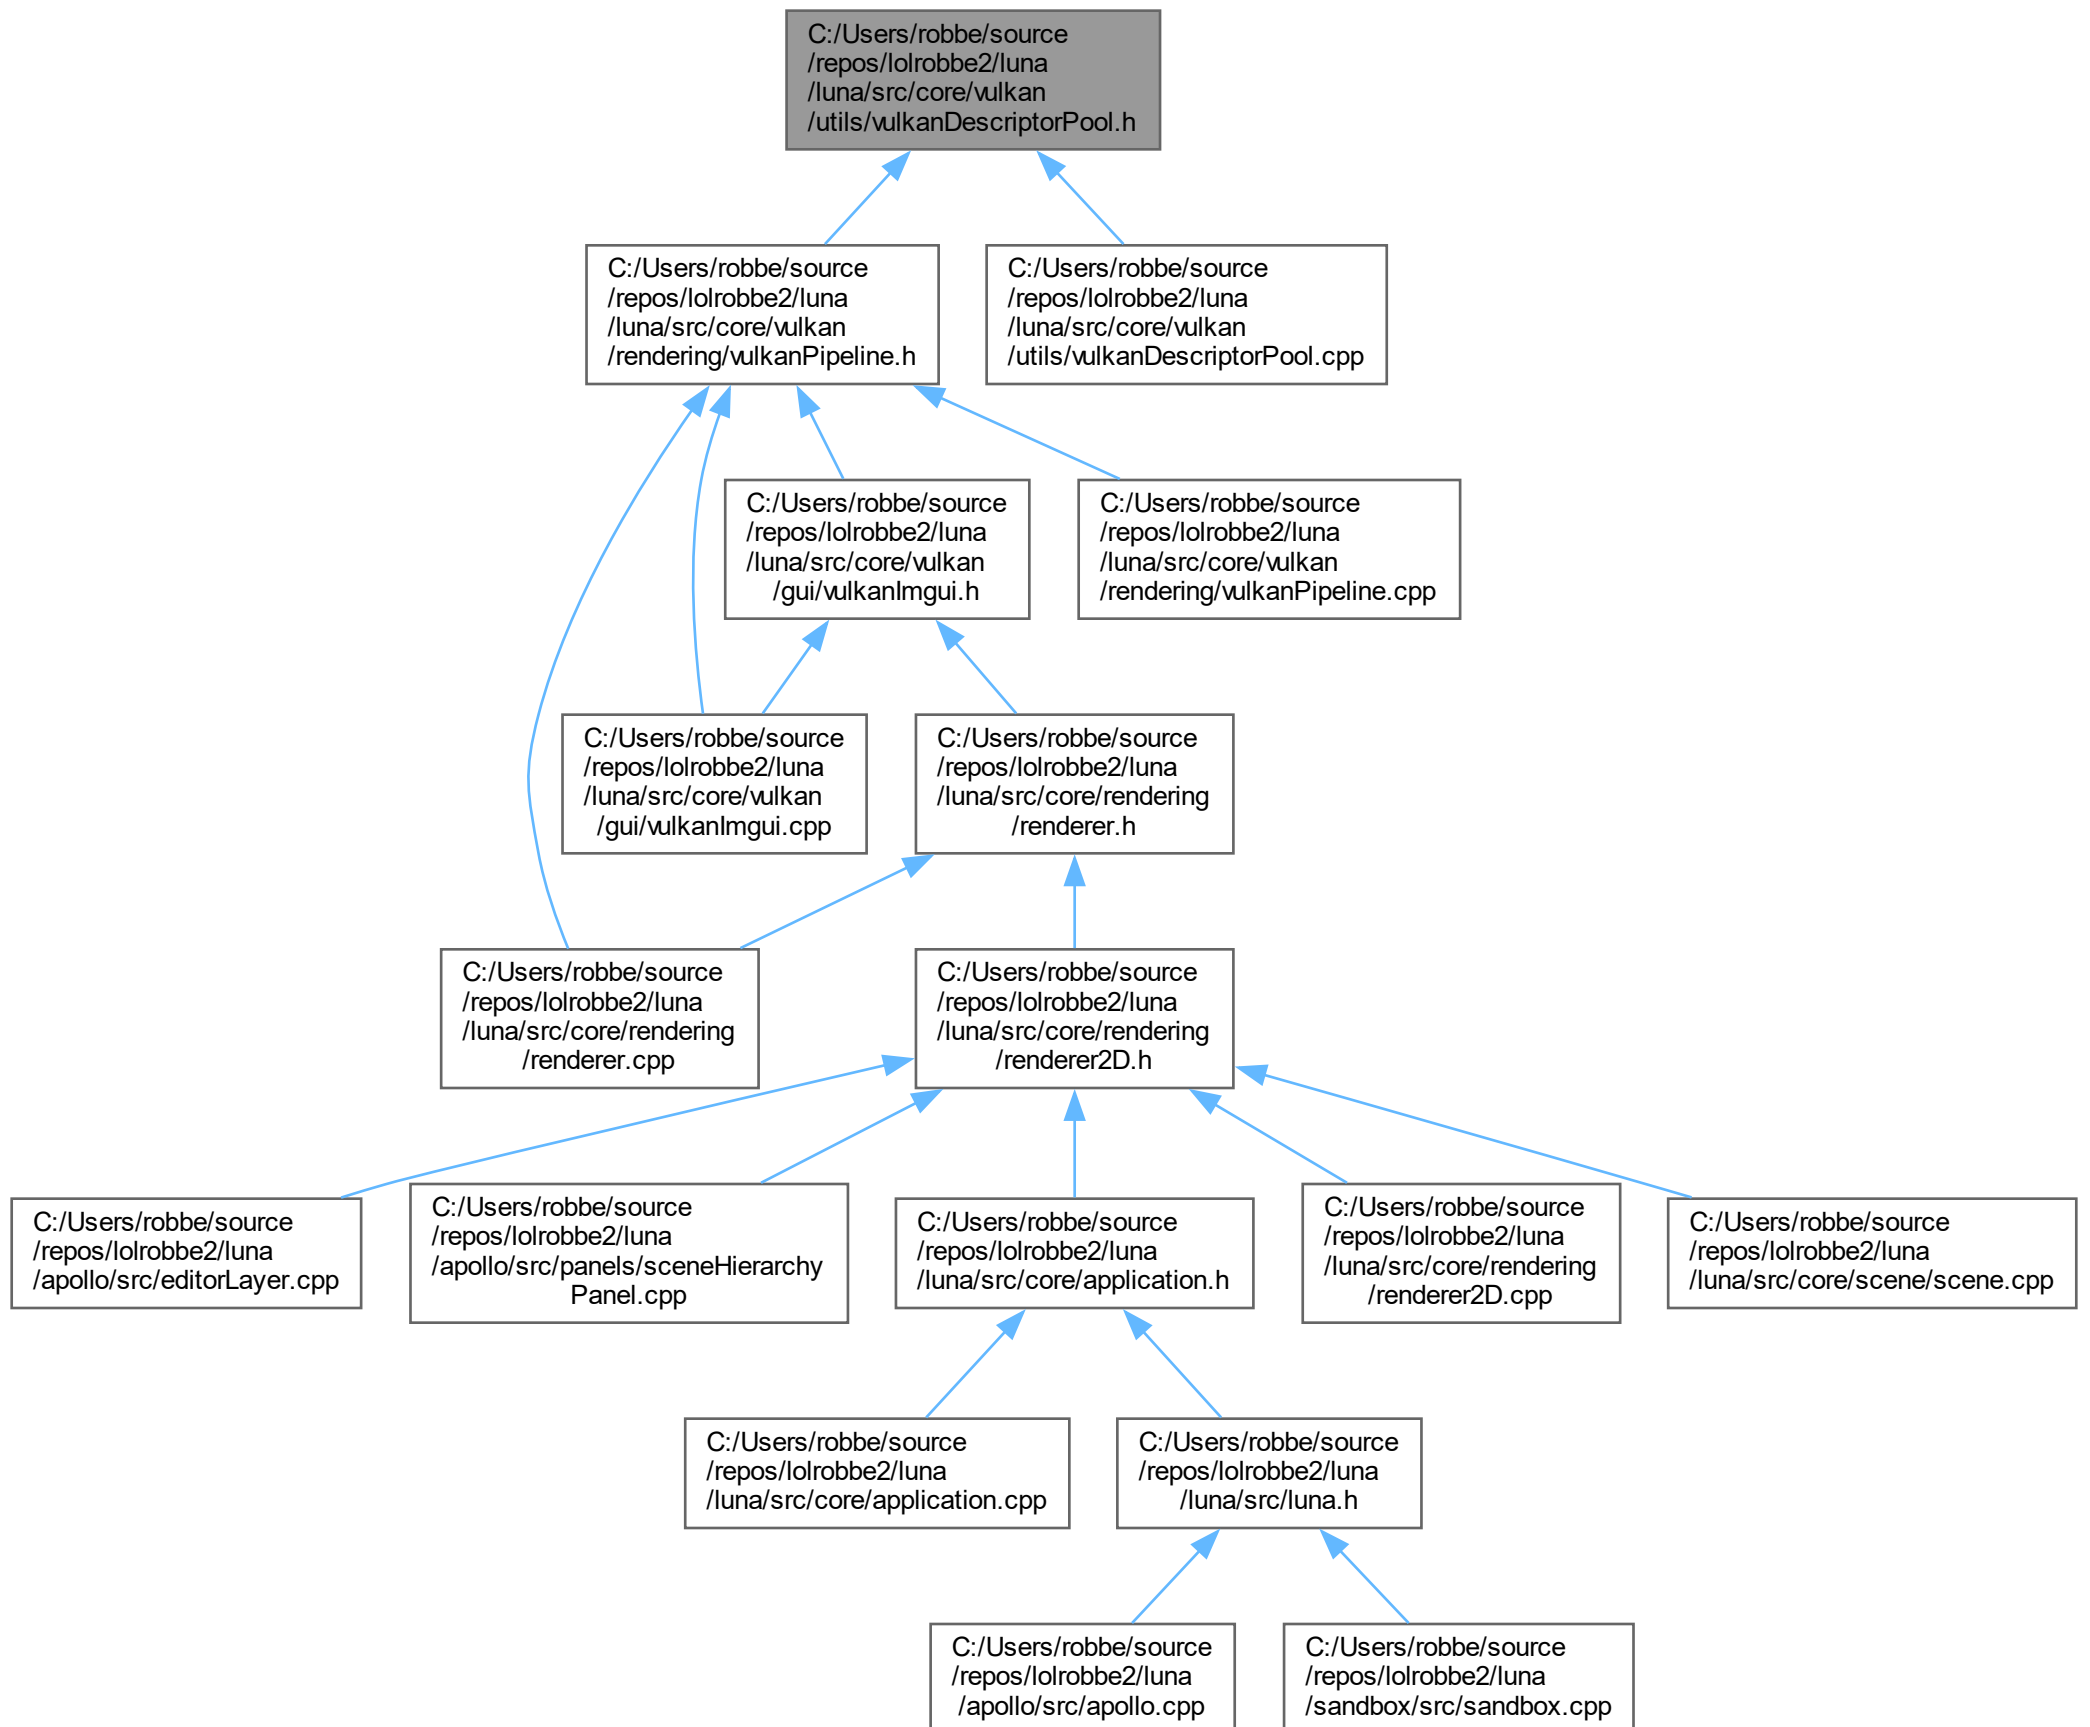 C:/Users/robbe/source
/repos/lolrobbe2/luna
/luna/src/core/vulkan
/utils/vulkanDescriptorPool.h
C:/Users/robbe/source
/repos/lolrobbe2/luna
/luna/src/core/vulkan
/rendering/vulkanPipeline.h
C:/Users/robbe/source
/repos/lolrobbe2/luna
/luna/src/core/vulkan
/utils/vulkanDescriptorPool.cpp
C:/Users/robbe/source
/repos/lolrobbe2/luna
/luna/src/core/vulkan
/gui/vulkanImgui.h
C:/Users/robbe/source
/repos/lolrobbe2/luna
/luna/src/core/vulkan
/rendering/vulkanPipeline.cpp
C:/Users/robbe/source
/repos/lolrobbe2/luna
/luna/src/core/vulkan
/gui/vulkanImgui.cpp
C:/Users/robbe/source
/repos/lolrobbe2/luna
/luna/src/core/rendering
/renderer.h
C:/Users/robbe/source
/repos/lolrobbe2/luna
/luna/src/core/rendering
/renderer.cpp
C:/Users/robbe/source
/repos/lolrobbe2/luna
/luna/src/core/rendering
/renderer2D.h
C:/Users/robbe/source
/repos/lolrobbe2/luna
/apollo/src/editorLayer.cpp
C:/Users/robbe/source
/repos/lolrobbe2/luna
/apollo/src/panels/sceneHierarchy
Panel.cpp
C:/Users/robbe/source
/repos/lolrobbe2/luna
/luna/src/core/application.h
C:/Users/robbe/source
/repos/lolrobbe2/luna
/luna/src/core/rendering
/renderer2D.cpp
C:/Users/robbe/source
/repos/lolrobbe2/luna
/luna/src/core/scene/scene.cpp
C:/Users/robbe/source
/repos/lolrobbe2/luna
/luna/src/core/application.cpp
C:/Users/robbe/source
/repos/lolrobbe2/luna
/luna/src/luna.h
C:/Users/robbe/source
/repos/lolrobbe2/luna
/apollo/src/apollo.cpp
C:/Users/robbe/source
/repos/lolrobbe2/luna
/sandbox/src/sandbox.cpp